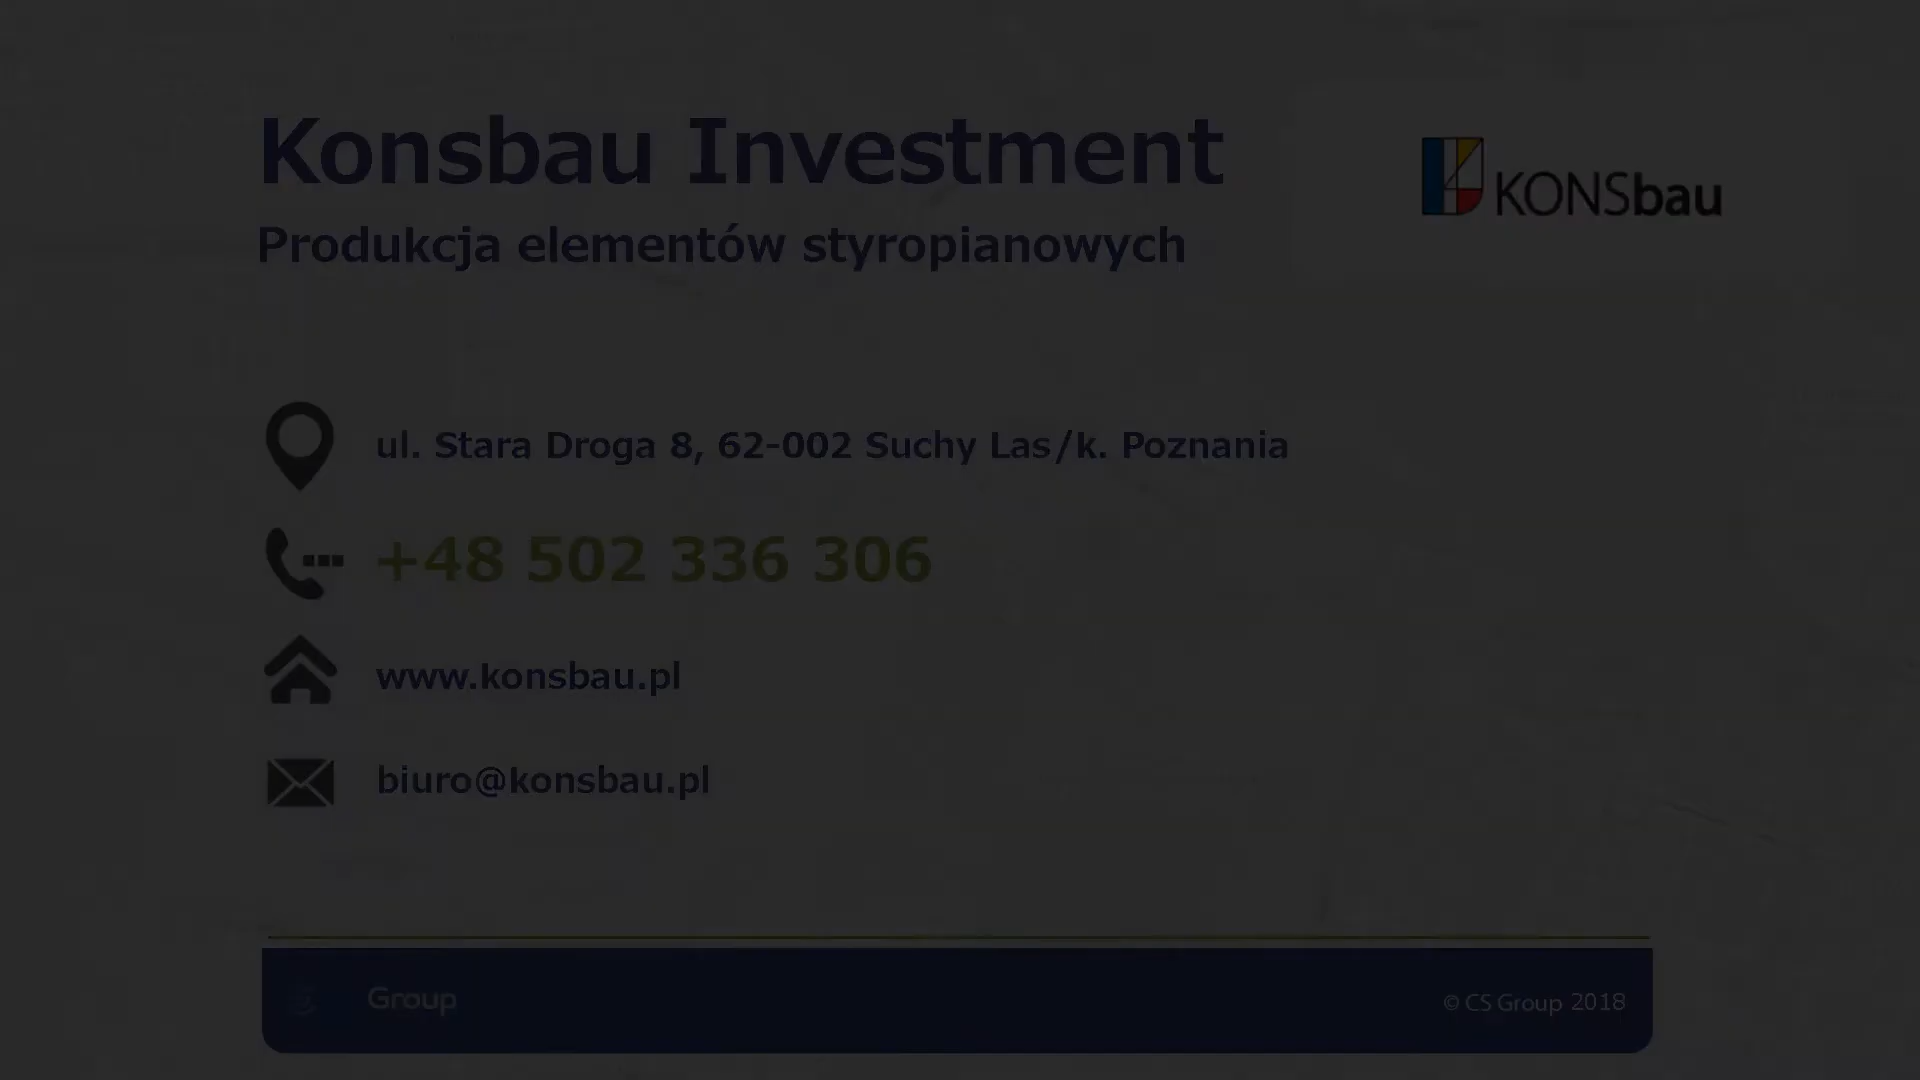 Konsbau Investment
KONSbau
Produkcja elementów styropianowych
ul. Stara Droga 8, 62-002 Suchy Las/k. Poznania
+48 502 336 306
www.konsbau.pl
biuro@konsbau.pl
Group
© CS Group 2018